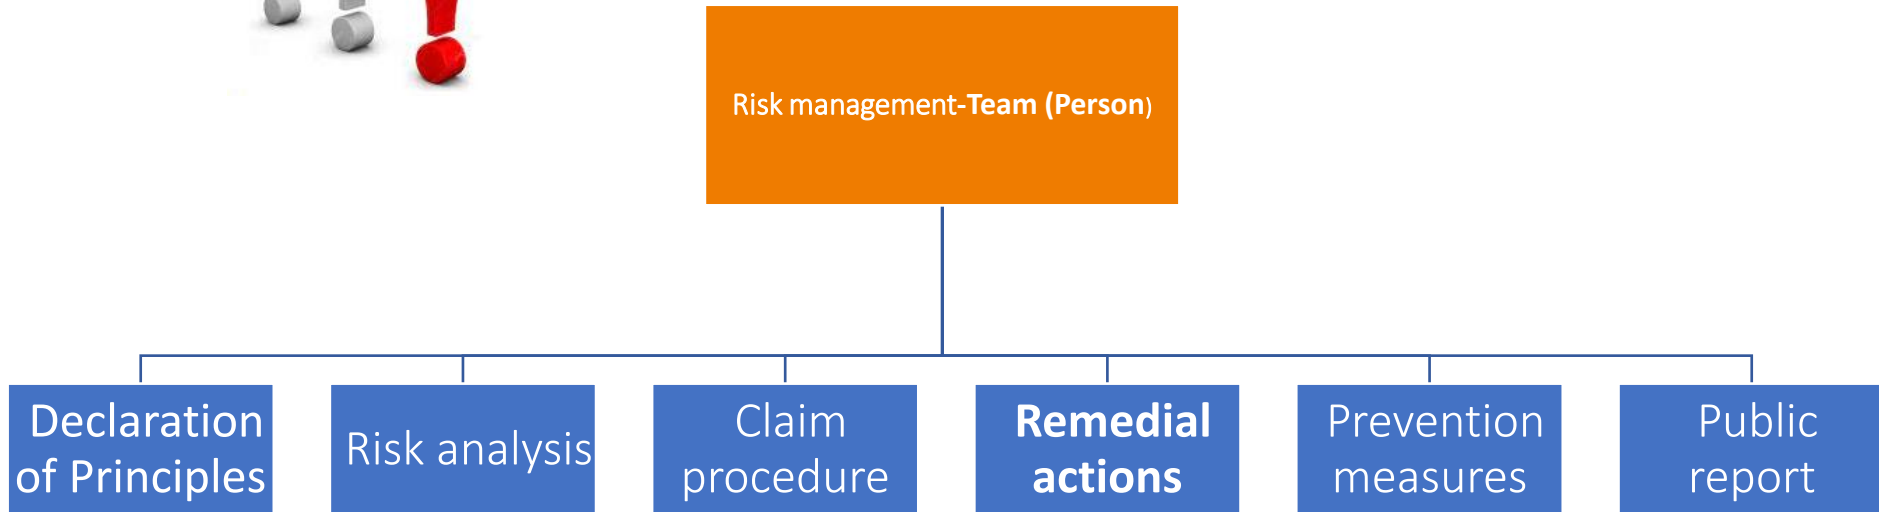 Risk management-Team (Person)
Declaration
of Principles
Risk analysis
Claim
procedure
Remedial
actions
Prevention
measures
Public
report